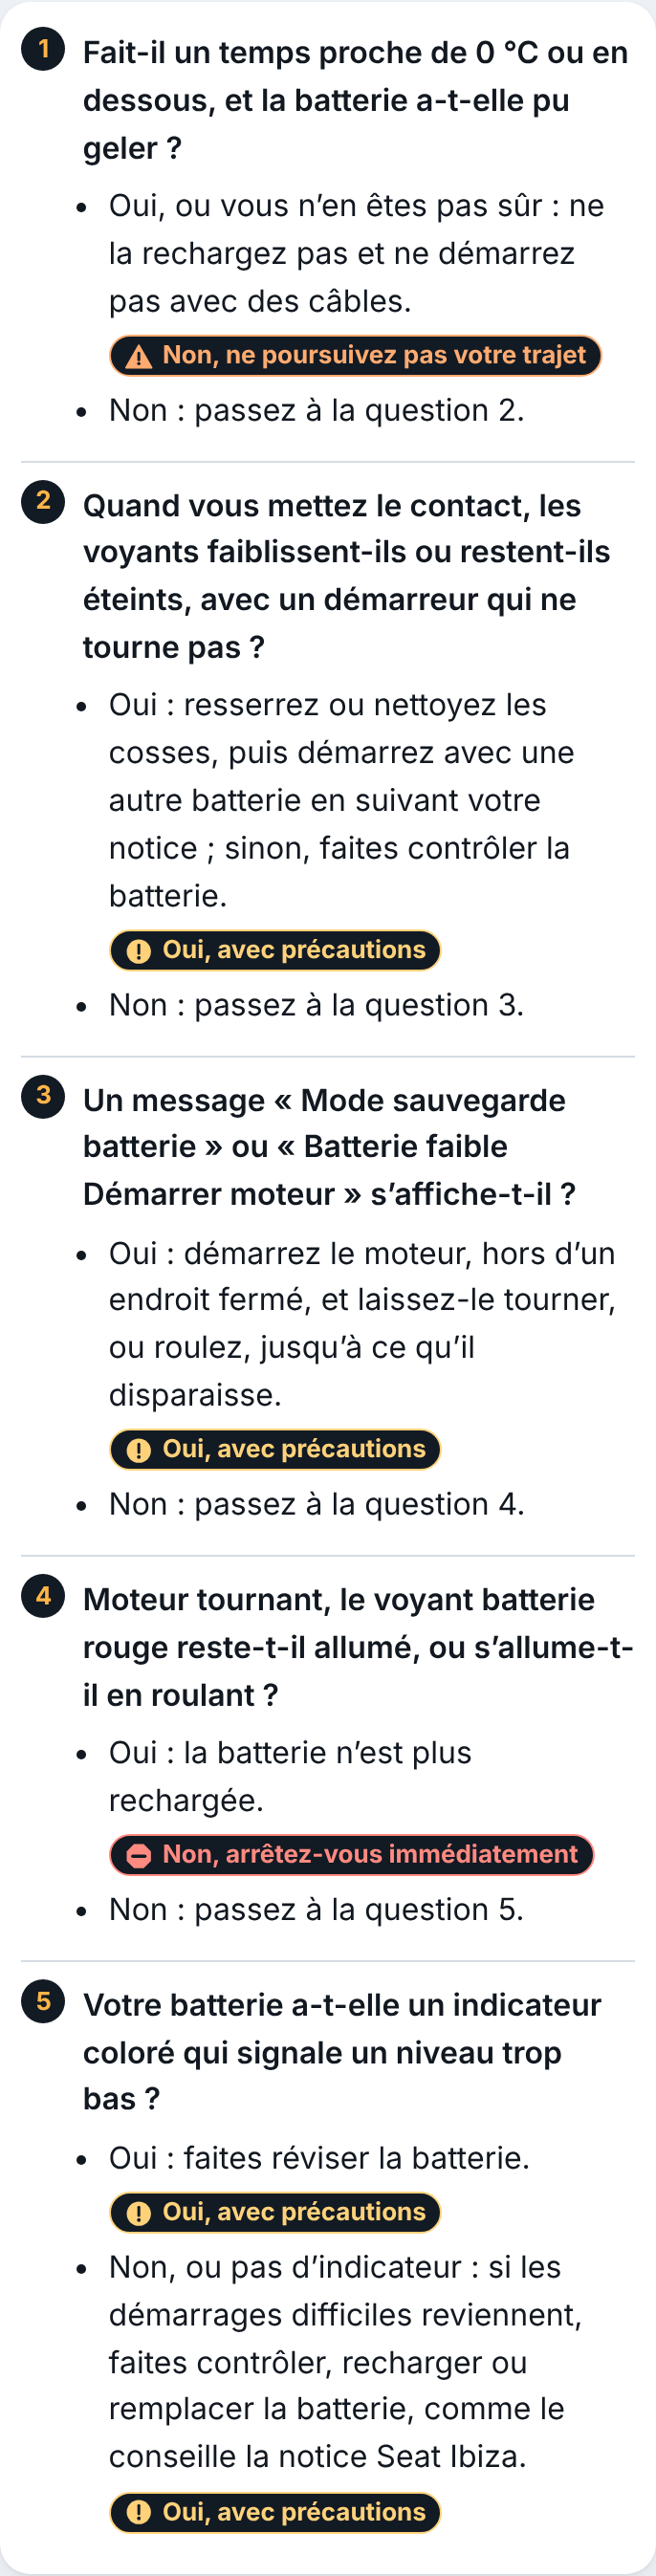 1
Fait-il un temps proche de 0 °C ou en
dessous, et la batterie a-t-elle pu
geler ?
• Oui, ou vous n’en êtes pas sûr : ne
la rechargez pas et ne démarrez
pas avec des câbles.
Non, ne poursuivez pas votre trajet
• Non : passez à la question 2.
2
Quand vous mettez le contact, les
voyants faiblissent-ils ou restent-ils
éteints, avec un démarreur qui ne
tourne pas ?
• Oui : resserrez ou nettoyez les
cosses, puis démarrez avec une
autre batterie en suivant votre
notice ; sinon, faites contrôler la
batterie.
Oui, avec précautions
• Non : passez à la question 3.
3
Un message « Mode sauvegarde
batterie » ou « Batterie faible
Démarrer moteur » s’affiche-t-il ?
• Oui : démarrez le moteur, hors d’un
endroit fermé, et laissez-le tourner,
ou roulez, jusqu’à ce qu’il
disparaisse.
Oui, avec précautions
• Non : passez à la question 4.
4
Moteur tournant, le voyant batterie
rouge reste-t-il allumé, ou s’allume-t-
il en roulant ?
• Oui : la batterie n’est plus
rechargée.
Non, arrêtez-vous immédiatement
• Non : passez à la question 5.
5
Votre batterie a-t-elle un indicateur
coloré qui signale un niveau trop
bas ?
• Oui : faites réviser la batterie.
Oui, avec précautions
• Non, ou pas d’indicateur : si les
démarrages difficiles reviennent,
faites contrôler, recharger ou
remplacer la batterie, comme le
conseille la notice Seat Ibiza.
Oui, avec précautions